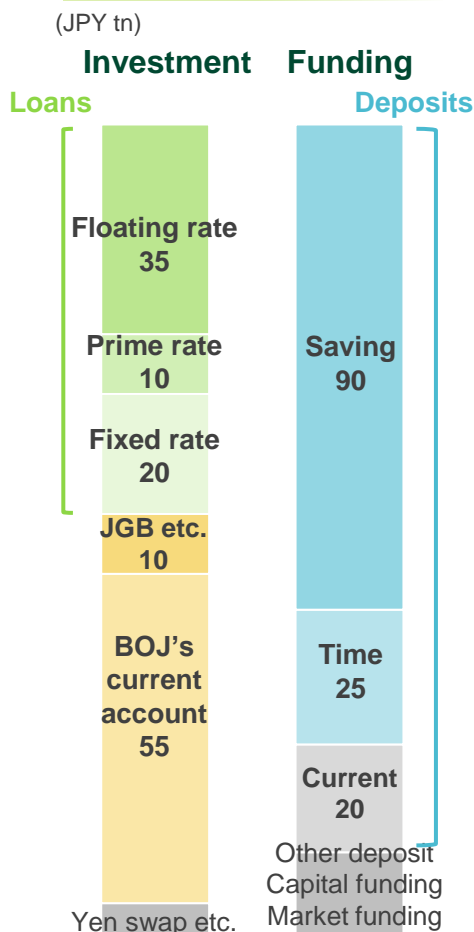 (JPY tn)
Investment Funding
Loans
Deposits
Floating rate
35
Prime rate
10
Fixed rate
20
JGB etc.
10
BOJ's
current
account
55
Yen swap etc.
Saving
90
Time
25
Current
20
Other deposit
Capital funding
Market funding